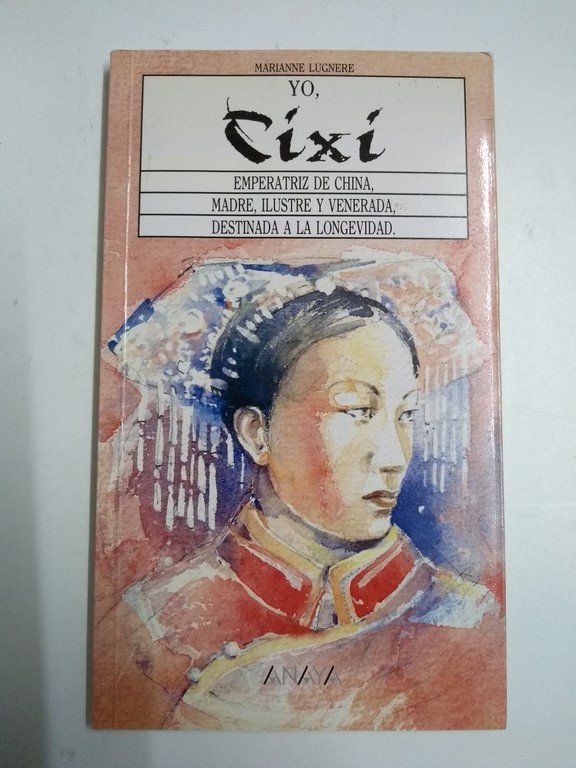 MARIANNE LUGNERE
YO,
Cixi
EMPERATRIZ DE CHINA,
MADRE, ILUSTRE Y VENERADA,
DESTINADA A LA LONGEVIDAD.
ANAYA